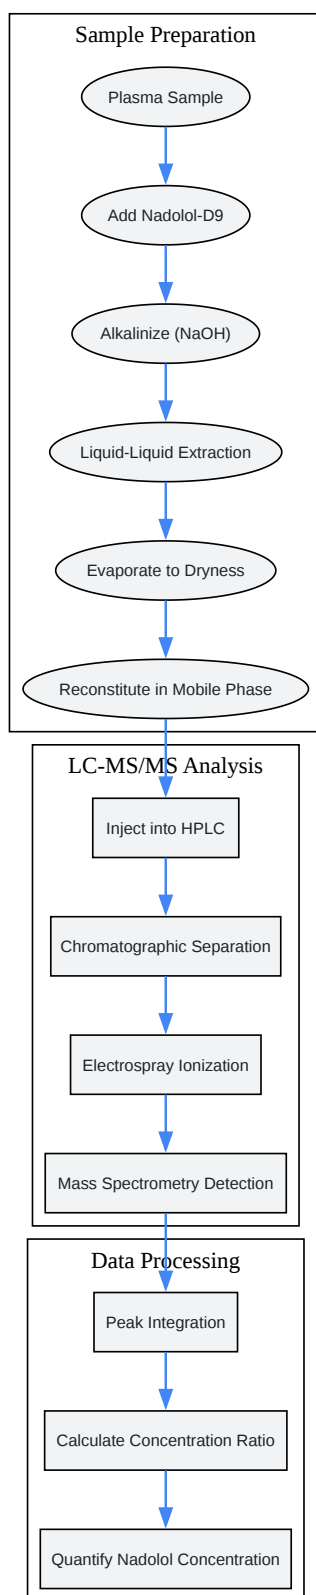 Sample Preparation
Plasma Sample
Add Nadolol-D9
Alkalinize (NaOH)
Liquid-Liquid Extraction
Evaporate to Dryness
Reconstitute in Mobile Phase
LC-MS/MS Analysis
Inject into HPLC
Chromatographic Separation
Electrospray Ionization
Mass Spectrometry Detection
Data Processing
Peak Integration
Calculate Concentration Ratio
Quantify Nadolol Concentration